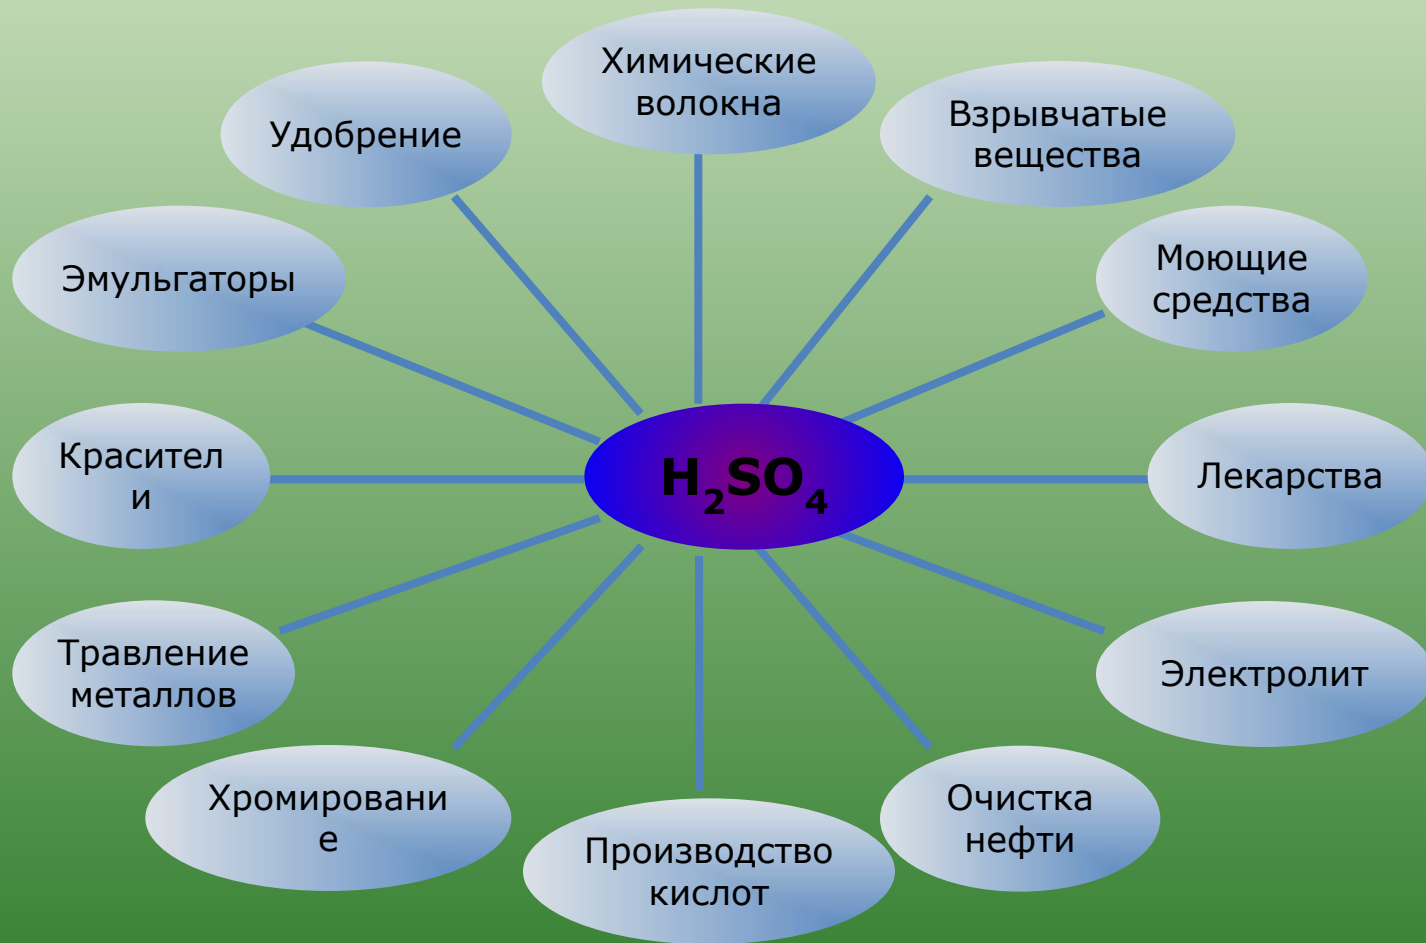 Химические
волокна
Удобрение
Взрывчатые
вещества
Эмульгаторы
Моющие
средства
Красител
и
H₂SO₄
Лекарства
Травление
металлов
Электролит
Хромировани
е
Производство
кислот
Очистка
нефти